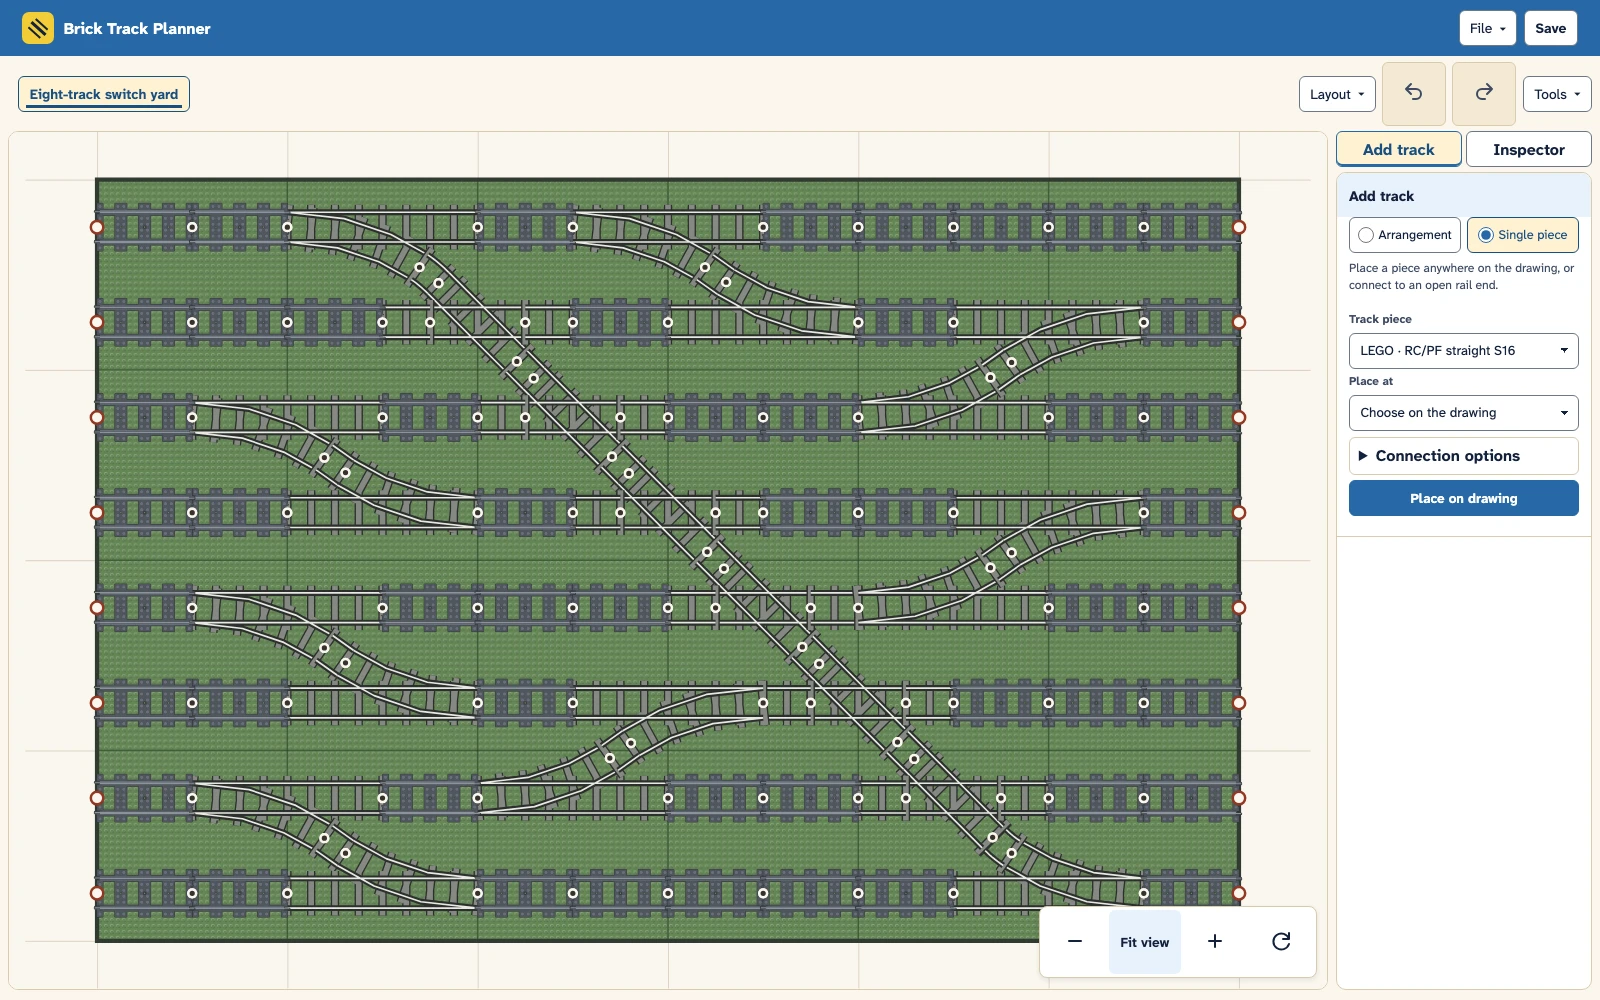 Brick Track Planner
File
Save
Eight-track switch yard
Layout
Tools
Add track
Inspector
Add track
Arrangement
Single piece
Place a piece anywhere on the drawing, or
connect to an open rail end.
Track piece
LEGO · RC/PF straight S16
Place at
Choose on the drawing
Connection options
Place on drawing
Fit view